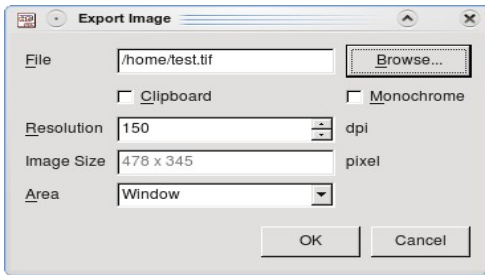 Export Image
File /home/test.tif Browse...
Clipboard Monochrome
Resolution 150 dpi
Image Size 478 x 345 pixel
Area Window
OK Cancel